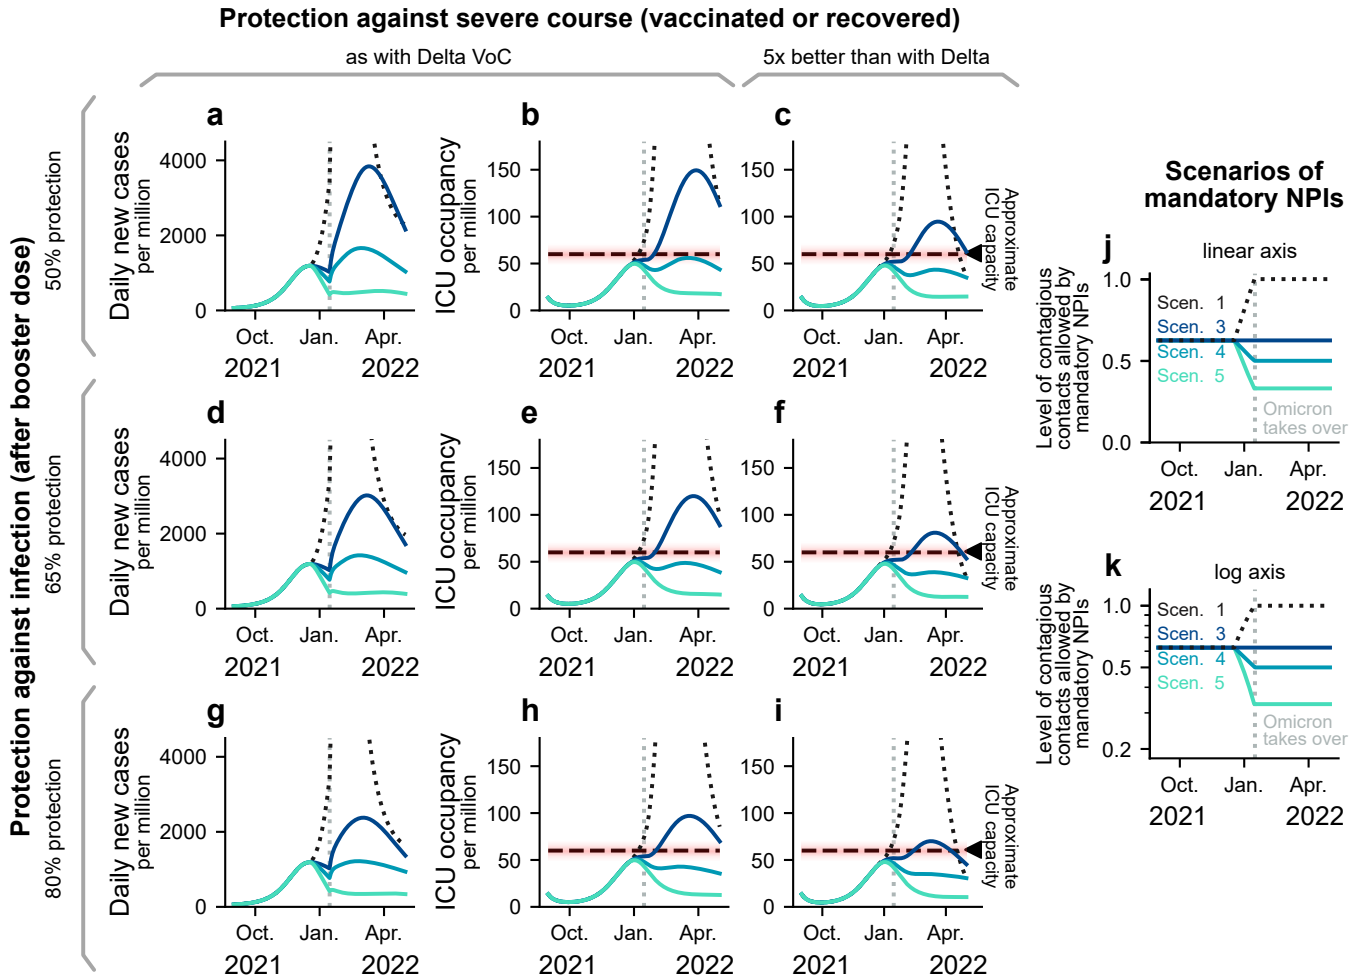 Protection against severe course (vaccinated or recovered)
as with Delta VoC
5x better than with Delta
Protection against infection (after booster dose)
50% protection
a
Daily new cases
per million
4000
2000
0
Oct.
Jan.
Apr.
2021
2022
b
ICU occupancy
per million
150
100
50
0
Oct.
Jan.
Apr.
2021
2022
c
150
100
50
0
Oct.
Jan.
Apr.
2021
2022
Approximate
ICU capacity
65% protection
d
Daily new cases
per million
4000
2000
0
Oct.
Jan.
Apr.
2021
2022
e
ICU occupancy
per million
150
100
50
0
Oct.
Jan.
Apr.
2021
2022
f
150
100
50
0
Oct.
Jan.
Apr.
2021
2022
Approximate
ICU capacity
80% protection
g
Daily new cases
per million
4000
2000
0
Oct.
Jan.
Apr.
2021
2022
h
ICU occupancy
per million
150
100
50
0
Oct.
Jan.
Apr.
2021
2022
i
150
100
50
0
Oct.
Jan.
Apr.
2021
2022
Approximate
ICU capacity
Scenarios of
mandatory NPIs
j
linear axis
Level of contagious
contacts allowed by
mandatory NPIs
1.0
0.5
0.0
Scen. 1
Scen. 3
Scen. 4
Scen. 5
Omicron
takes over
Oct.
Jan.
Apr.
2021
2022
k
log axis
Level of contagious
contacts allowed by
mandatory NPIs
1.0
0.5
0.2
Scen. 1
Scen. 3
Scen. 4
Scen. 5
Omicron
takes over
Oct.
Jan.
Apr.
2021
2022